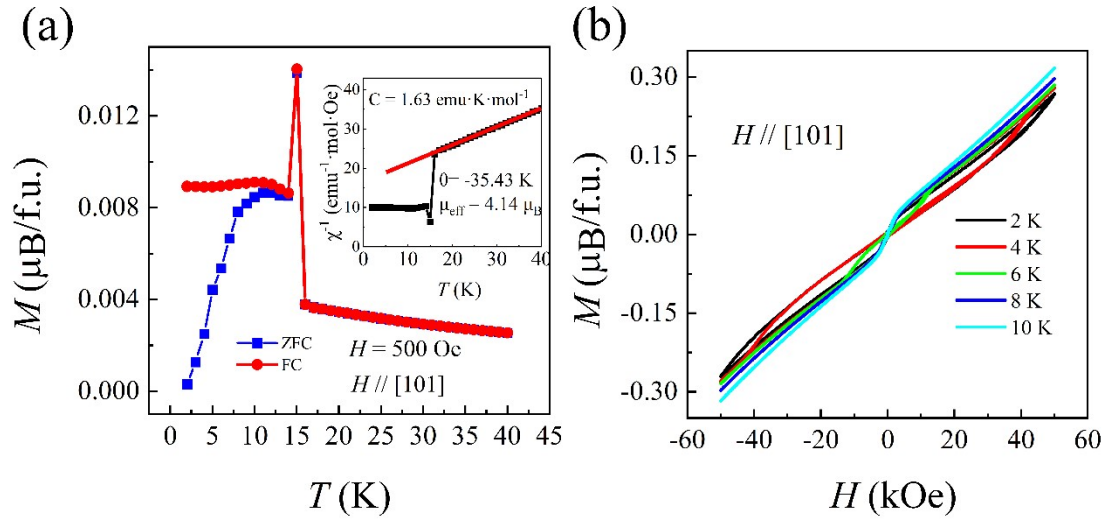 (a)
M (μB/f.u.)
0.012
0.008
0.004
0.000
0 5 10 15 20 25 30 35 40 45
T (K)
ZFC
FC
H = 500 Oe
H // [101]
χ⁻¹ (emu⁻¹·mol·Oe)
40
30
20
10
0
0 10 20 30 40
T (K)
C = 1.63 emu·K·mol⁻¹
θ= -35.43 K
μeff = 4.14 μB
(b)
M (μB/f.u.)
0.30
0.15
0.00
-0.15
-0.30
-60 -40 -20 0 20 40 60
H (kOe)
H // [101]
2 K
4 K
6 K
8 K
10 K